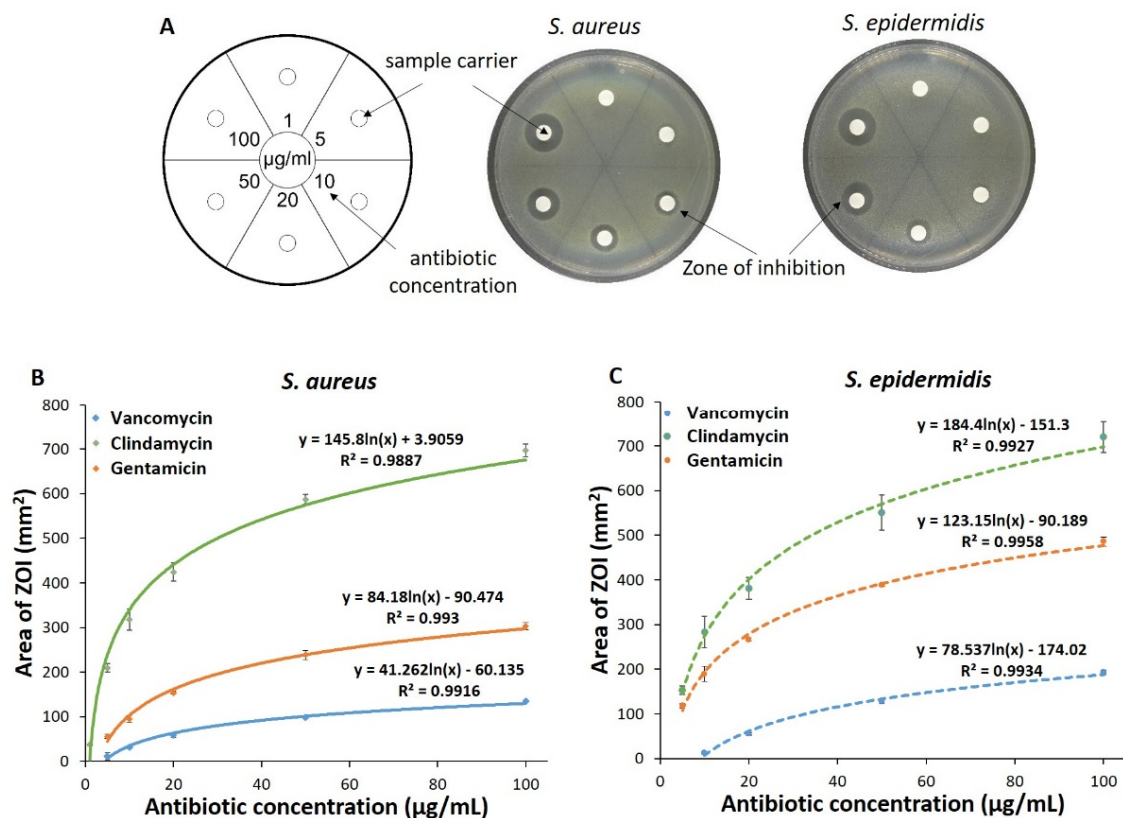 A
S. aureus
S. epidermidis
sample carrier
1
5
10
20
50
100
µg/ml
antibiotic
concentration
Zone of inhibition
B
S. aureus
Vancomycin
Clindamycin
Gentamicin
y = 145.8ln(x) + 3.9059
R² = 0.9887
y = 84.18ln(x) - 90.474
R² = 0.993
y = 41.262ln(x) - 60.135
R² = 0.9916
Area of ZOI (mm²)
800
700
600
500
400
300
200
100
0
0
20
40
60
80
100
Antibiotic concentration (µg/mL)
C
S. epidermidis
Vancomycin
Clindamycin
Gentamicin
y = 184.4ln(x) - 151.3
R² = 0.9927
y = 123.15ln(x) - 90.189
R² = 0.9958
y = 78.537ln(x) - 174.02
R² = 0.9934
Area of ZOI (mm²)
800
700
600
500
400
300
200
100
0
0
20
40
60
80
100
Antibiotic concentration (µg/mL)